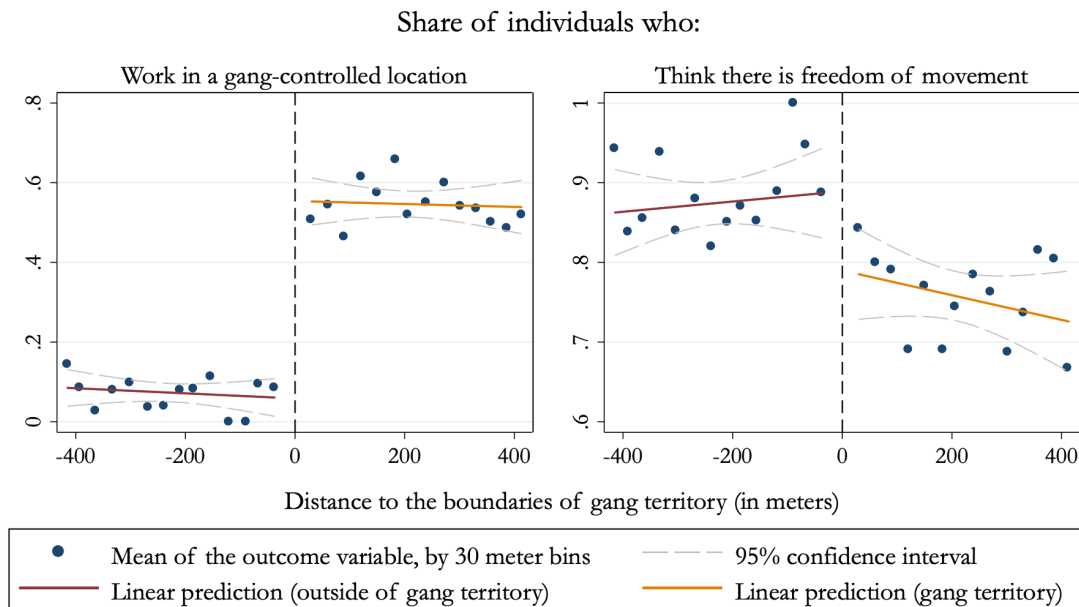 Share of individuals who:
Work in a gang-controlled location
Think there is freedom of movement
.8
.6
.4
.2
0
-400 -200 0 200 400
1
.9
.8
.7
.6
-400 -200 0 200 400
Distance to the boundaries of gang territory (in meters)
Mean of the outcome variable, by 30 meter bins
95% confidence interval
Linear prediction (outside of gang territory)
Linear prediction (gang territory)